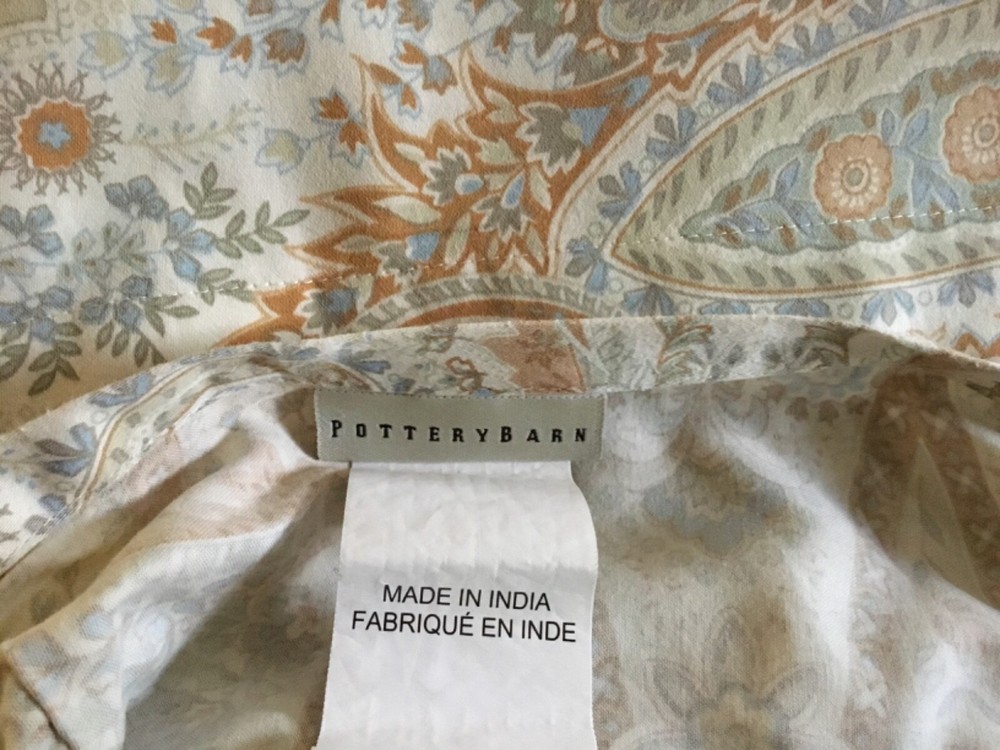 POTTERYBARN
MADE IN INDIA
FABRIQUÉ EN INDE